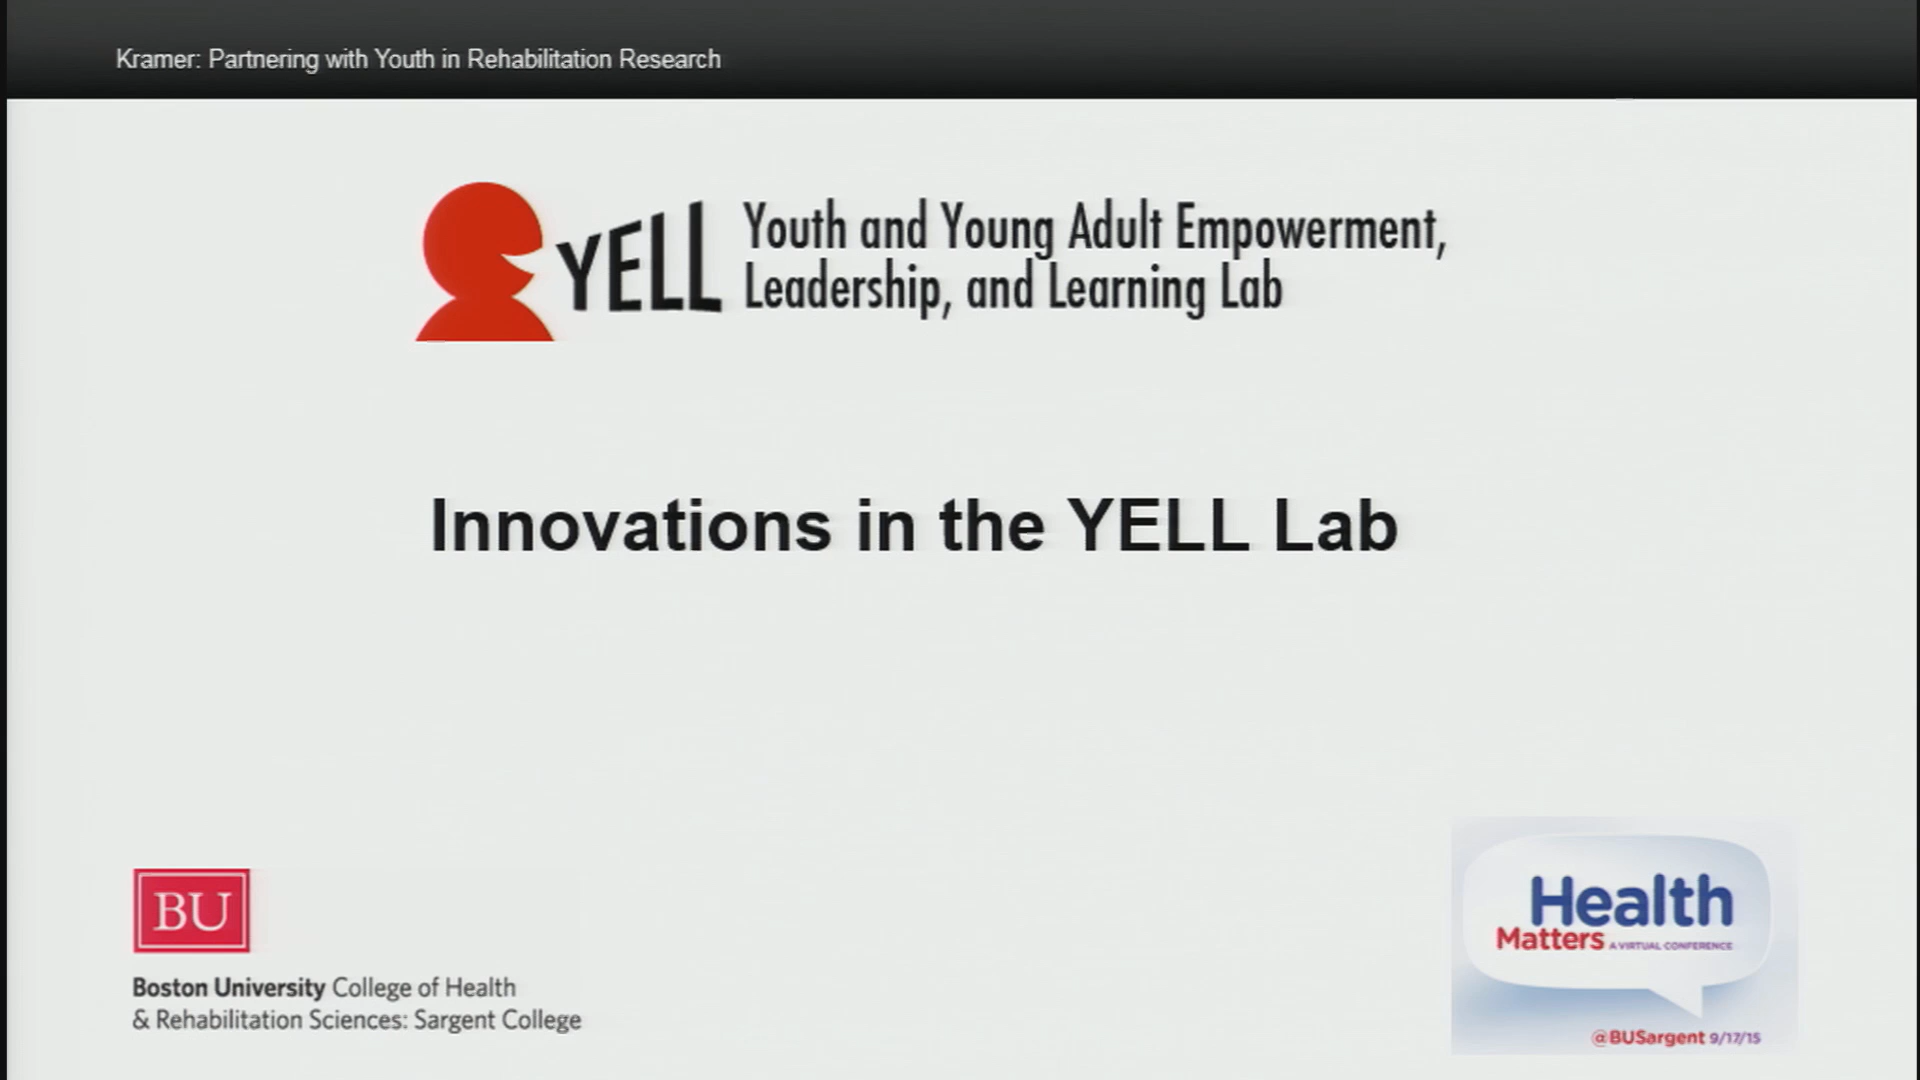 Kramer: Partnering with Youth in Rehabilitation Research
YELL
Youth and Young Adult Empowerment,
Leadership, and Learning Lab
Innovations in the YELL Lab
BU
Boston University College of Health
& Rehabilitation Sciences: Sargent College
Health
Matters A VIRTUAL CONFERENCE
@BUSargent 9/17/15